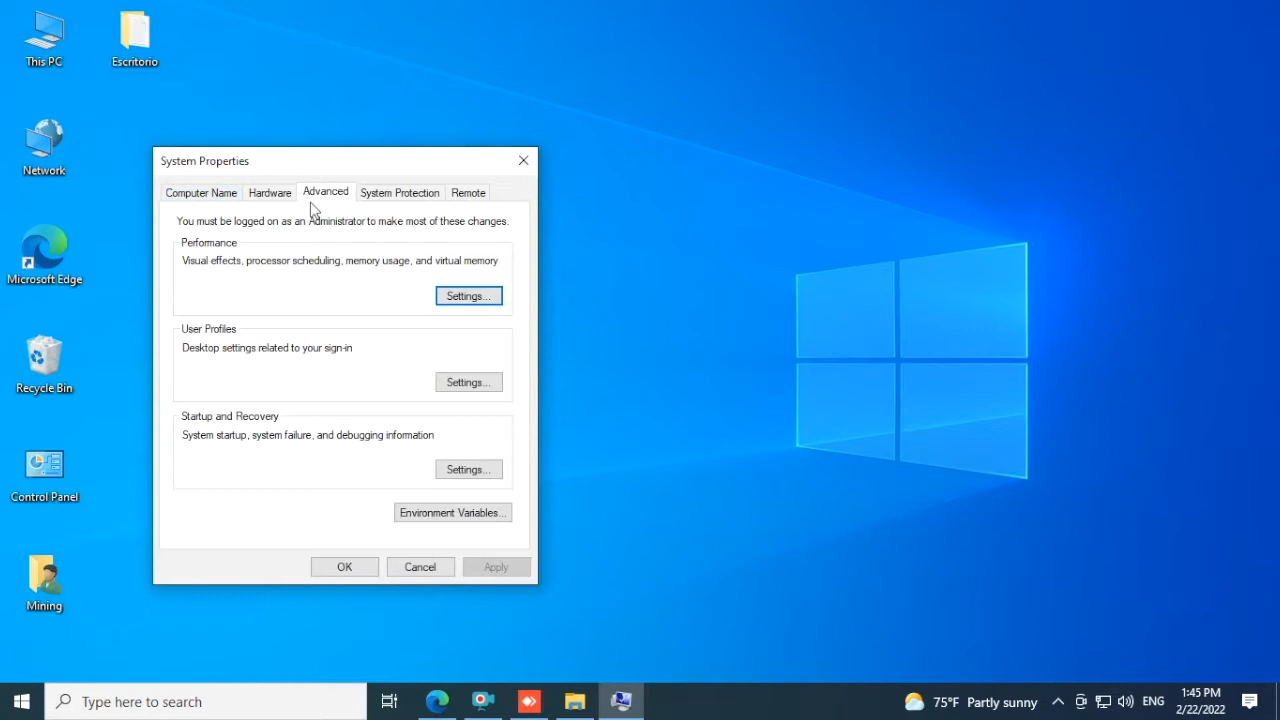 This PC
Escritorio
Network
Microsoft Edge
Recycle Bin
Control Panel
Mining
System Properties
Computer Name Hardware Advanced System Protection Remote
You must be logged on as an Administrator to make most of these changes.
Performance
Visual effects, processor scheduling, memory usage, and virtual memory
Settings...
User Profiles
Desktop settings related to your sign-in
Settings...
Startup and Recovery
System startup, system failure, and debugging information
Settings...
Environment Variables...
OK Cancel Apply
Type here to search
75°F Partly sunny
ENG
1:45 PM
2/22/2022